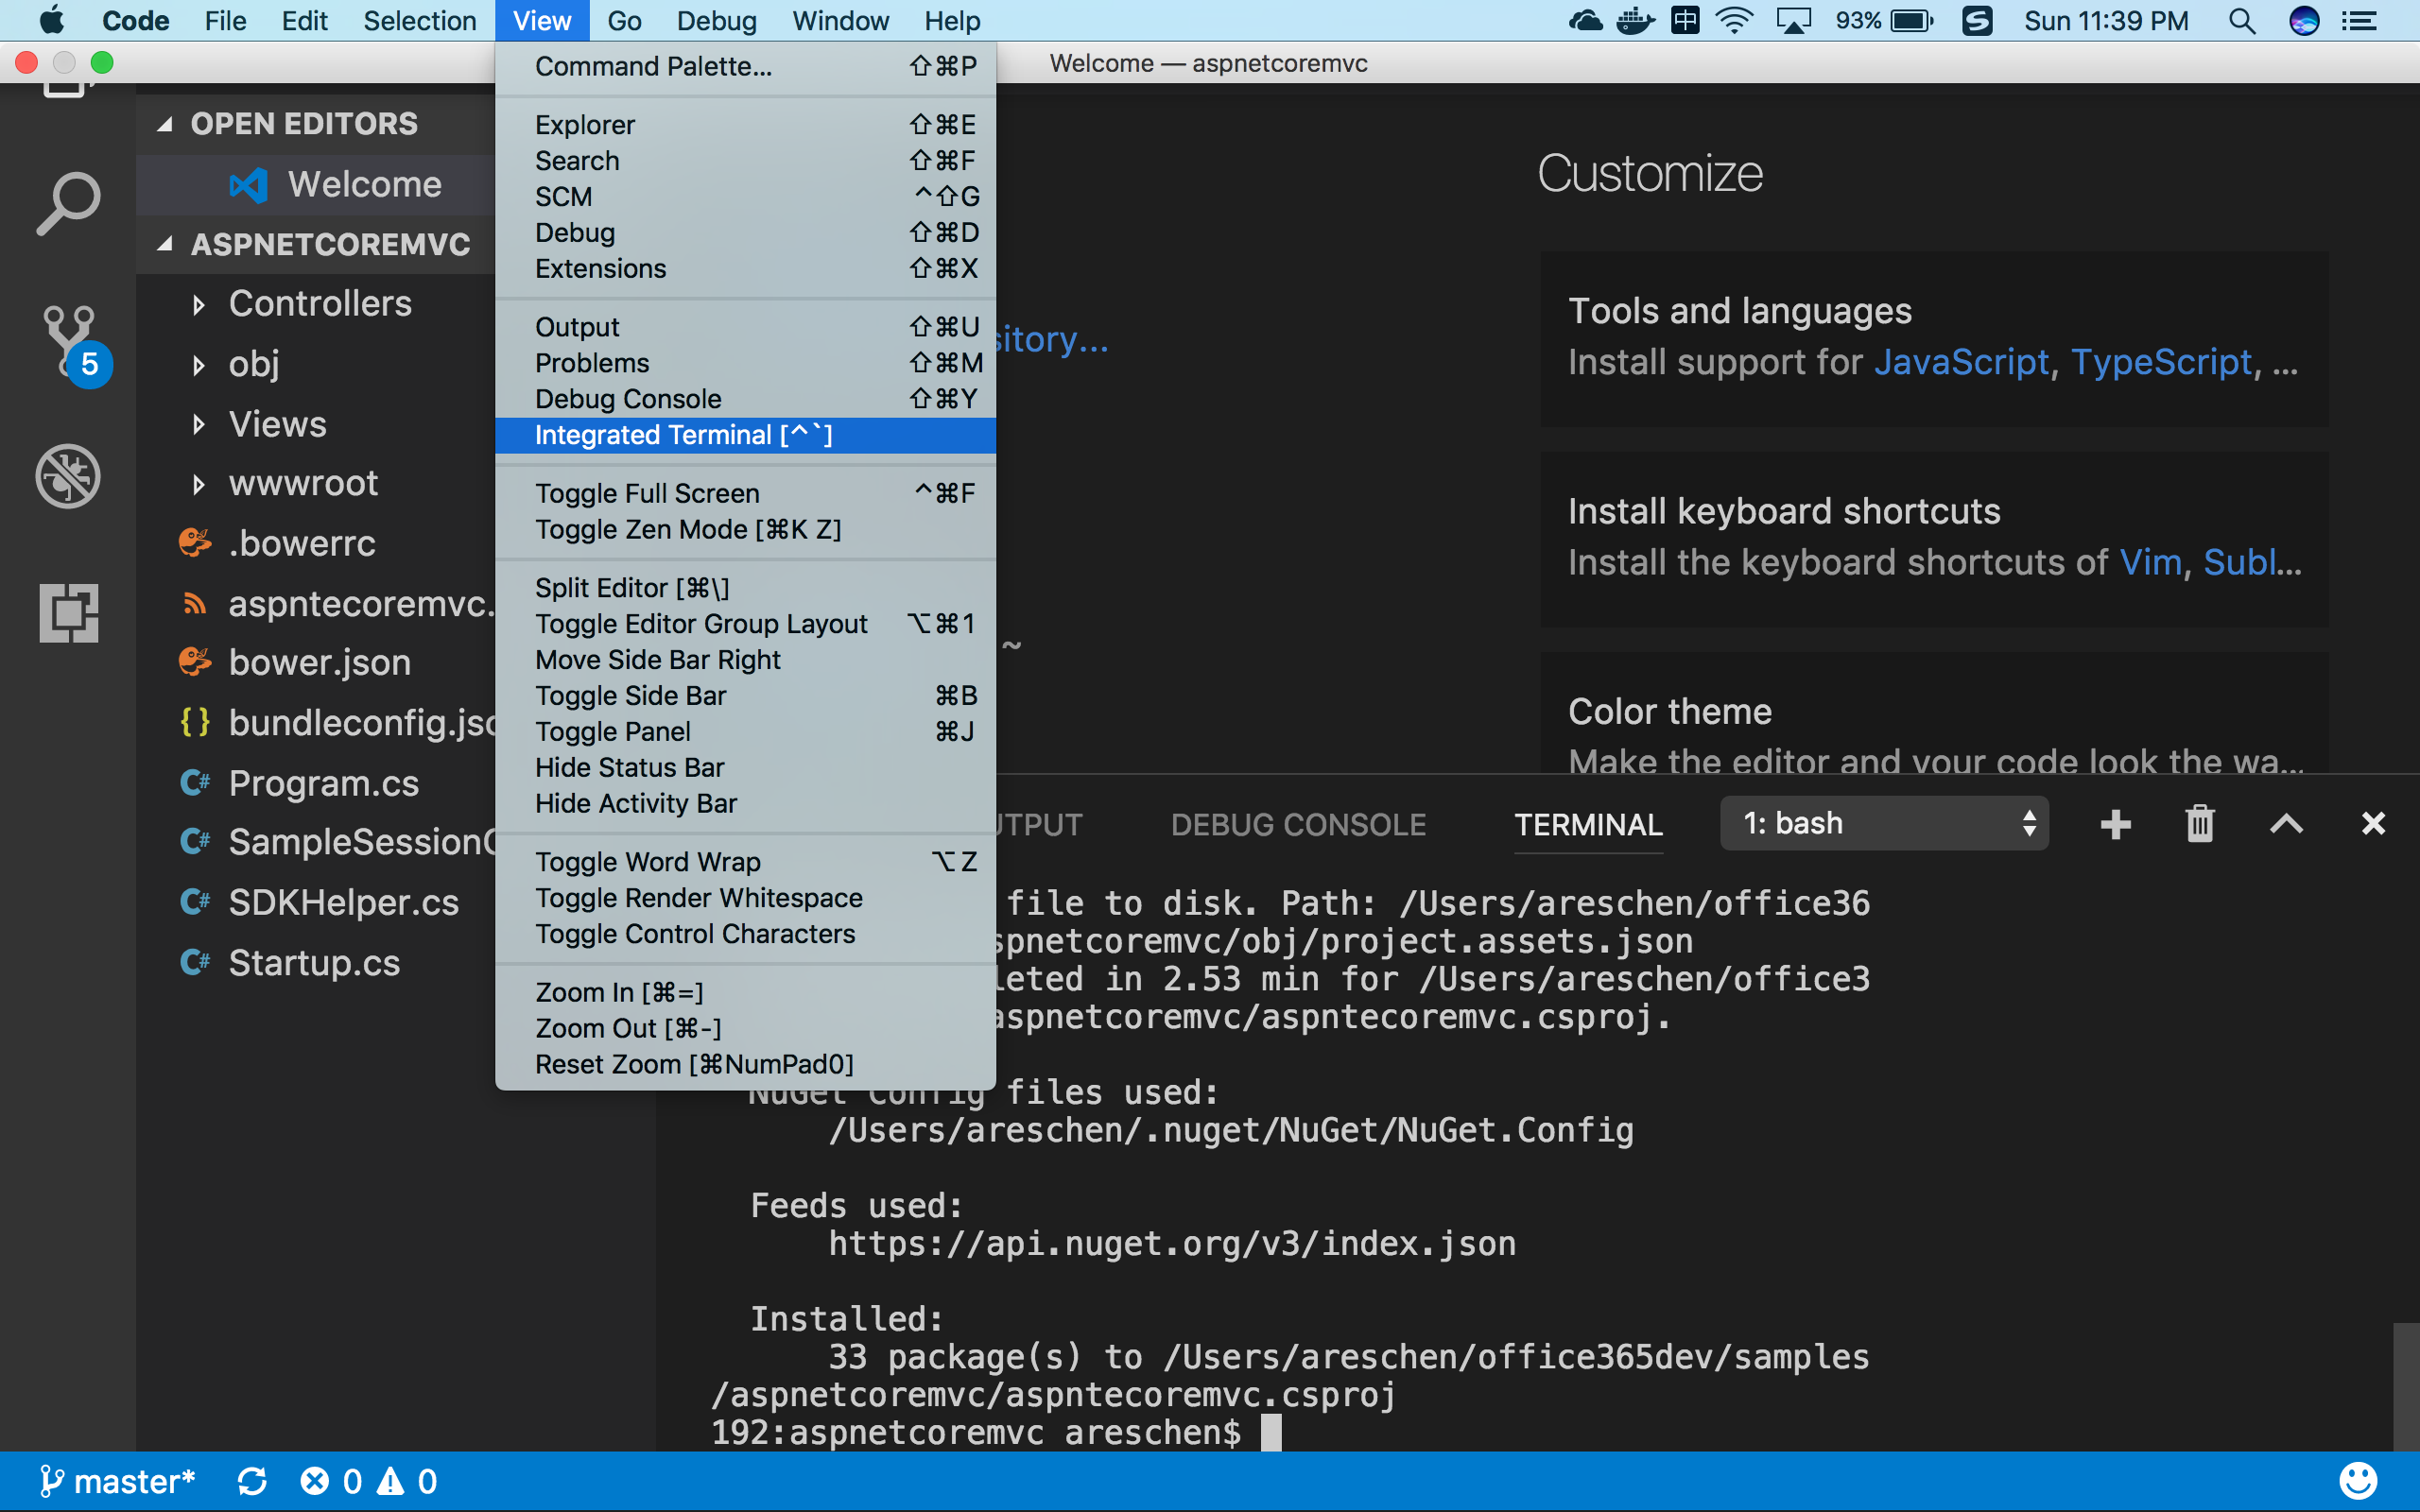 Code File Edit Selection View Go Debug Window Help 中 93% Sun 11:39 PM
Welcome — aspnetcoremvc
OPEN EDITORS
Welcome
ASPNETCOREMVC
Controllers
obj
Views
wwwroot
.bowerrc
aspntecoremvc.
bower.json
bundleconfig.jso
Program.cs
SampleSessionC
SDKHelper.cs
Startup.cs
5
Command Palette... ⇧⌘P
Explorer ⇧⌘E
Search ⇧⌘F
SCM ^⇧G
Debug ⇧⌘D
Extensions ⇧⌘X
Output ⇧⌘U
Problems ⇧⌘M
Debug Console ⇧⌘Y
Integrated Terminal [^`]
Toggle Full Screen ^⌘F
Toggle Zen Mode [⌘K Z]
Split Editor [⌘\]
Toggle Editor Group Layout ⌥⌘1
Move Side Bar Right
Toggle Side Bar ⌘B
Toggle Panel ⌘J
Hide Status Bar
Hide Activity Bar
Toggle Word Wrap ⌥Z
Toggle Render Whitespace
Toggle Control Characters
Zoom In [⌘=]
Zoom Out [⌘-]
Reset Zoom [⌘NumPad0]
sitory...
~
Customize
Tools and languages
Install support for JavaScript, TypeScript, ...
Install keyboard shortcuts
Install the keyboard shortcuts of Vim, Subl...
Color theme
Make the editor and your code look the wa...
UTPUT DEBUG CONSOLE TERMINAL 1: bash
file to disk. Path: /Users/areschen/office36
spnetcoremvc/obj/project.assets.json
leted in 2.53 min for /Users/areschen/office3
aspnetcoremvc/aspntecoremvc.csproj.
NuGet Config files used:
/Users/areschen/.nuget/NuGet/NuGet.Config
Feeds used:
https://api.nuget.org/v3/index.json
Installed:
33 package(s) to /Users/areschen/office365dev/samples
/aspnetcoremvc/aspntecoremvc.csproj
192:aspnetcoremvc areschen$
master* 0 0